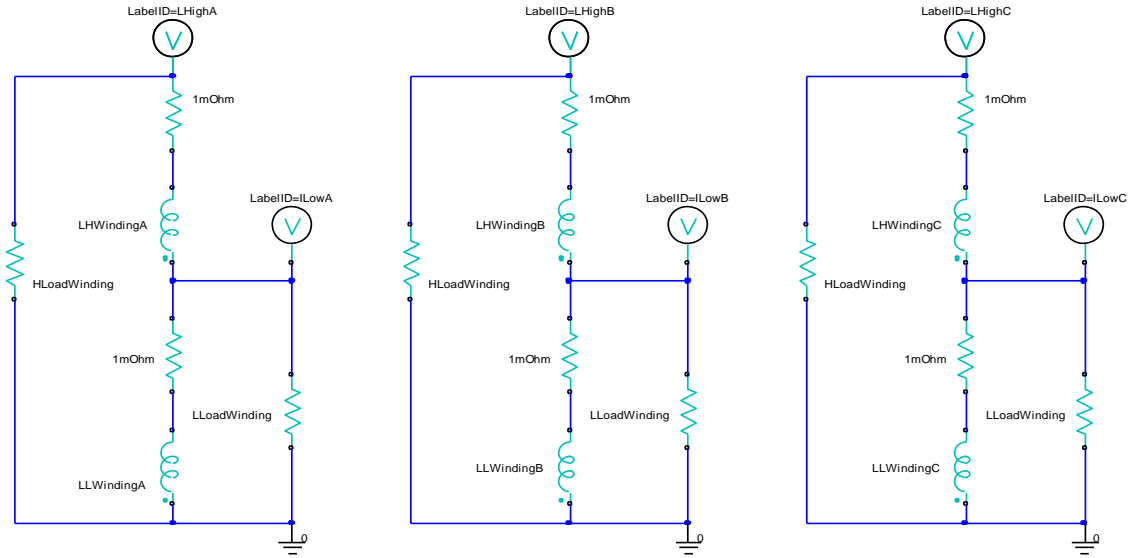 LabelID=LHighA
LabelID=LHighB
LabelID=LHighC
1mOhm
1mOhm
1mOhm
LabelID=ILowA
LabelID=ILowB
LabelID=ILowC
LHWindingA
LHWindingB
LHWindingC
HLoadWinding
HLoadWinding
HLoadWinding
1mOhm
1mOhm
1mOhm
LLoadWinding
LLoadWinding
LLoadWinding
LLWindingA
LLWindingB
LLWindingC
0
0
0